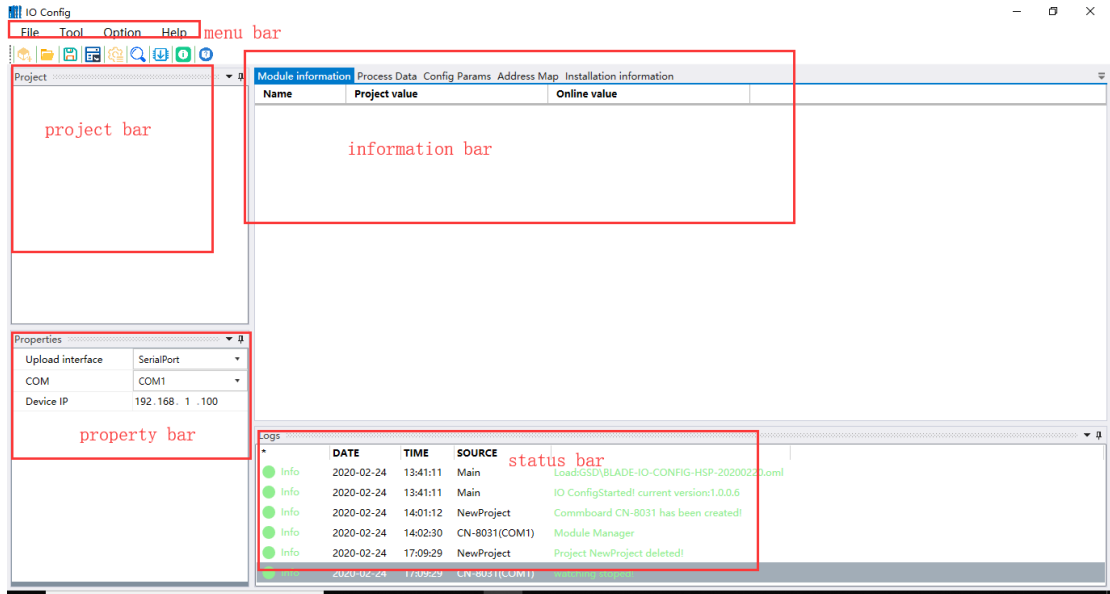 IO Config
File Tool Option Help menu bar
Project
project bar
Module information Process Data Config Params Address Map Installation information
Name Project value Online value
information bar
Properties
Upload interface SerialPort
COM COM1
Device IP 192.168. 1 .100
property bar
Logs
* DATE TIME SOURCE
status bar
Info 2020-02-24 13:41:11 Main Load:GSD\BLADE-IO-CONFIG-HSP-20200220.oml
Info 2020-02-24 13:41:11 Main IO ConfigStarted! current version:1.0.0.6
Info 2020-02-24 14:01:12 NewProject Commboard CN-8031 has been created!
Info 2020-02-24 14:02:30 CN-8031(COM1) Module Manager
Info 2020-02-24 17:09:29 NewProject Project NewProject deleted!
Info 2020-02-24 17:09:29 CN-8031(COM1) watching stoped!